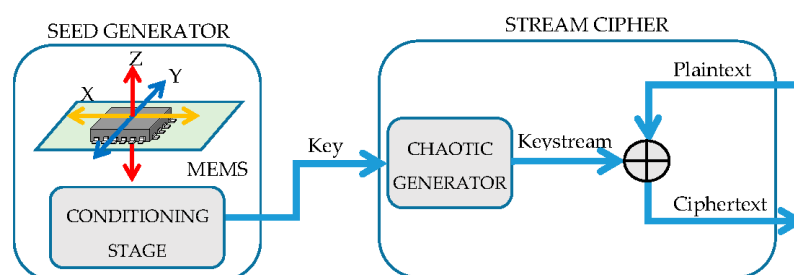 SEED GENERATOR
Z
Y
X
MEMS
CONDITIONING
STAGE
Key
STREAM CIPHER
Plaintext
CHAOTIC
GENERATOR
Keystream
Ciphertext